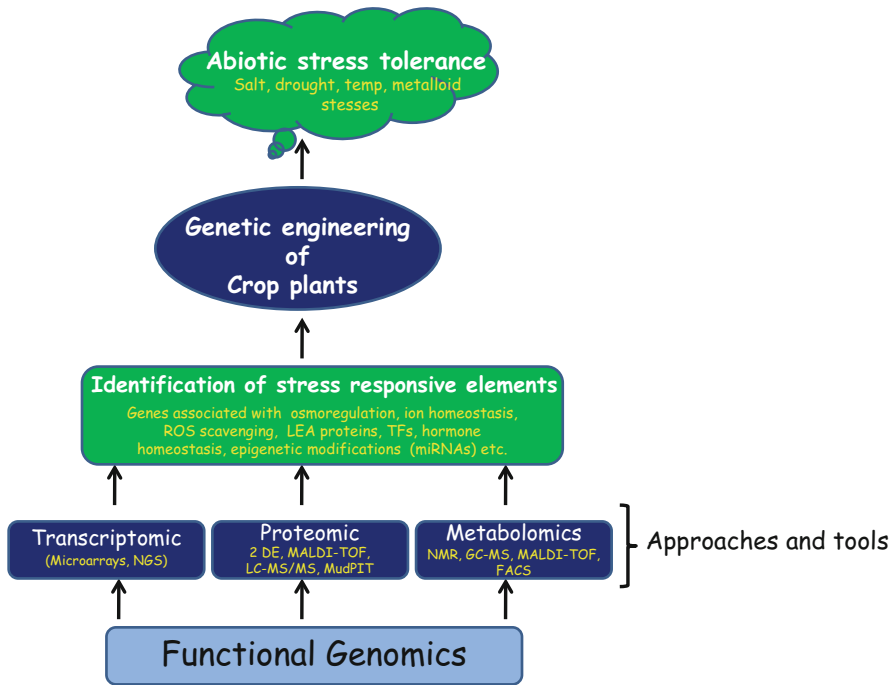 Abiotic stress tolerance
Salt, drought, temp, metalloid
stesses
Genetic engineering
of
Crop plants
Identification of stress responsive elements
Genes associated with osmoregulation, ion homeostasis,
ROS scavenging, LEA proteins, TFs, hormone
homeostasis, epigenetic modifications (miRNAs) etc.
Transcriptomic
(Microarrays, NGS)
Proteomic
2 DE, MALDI-TOF,
LC-MS/MS, MudPIT
Metabolomics
NMR, GC-MS, MALDI-TOF,
FACS
Approaches and tools
Functional Genomics